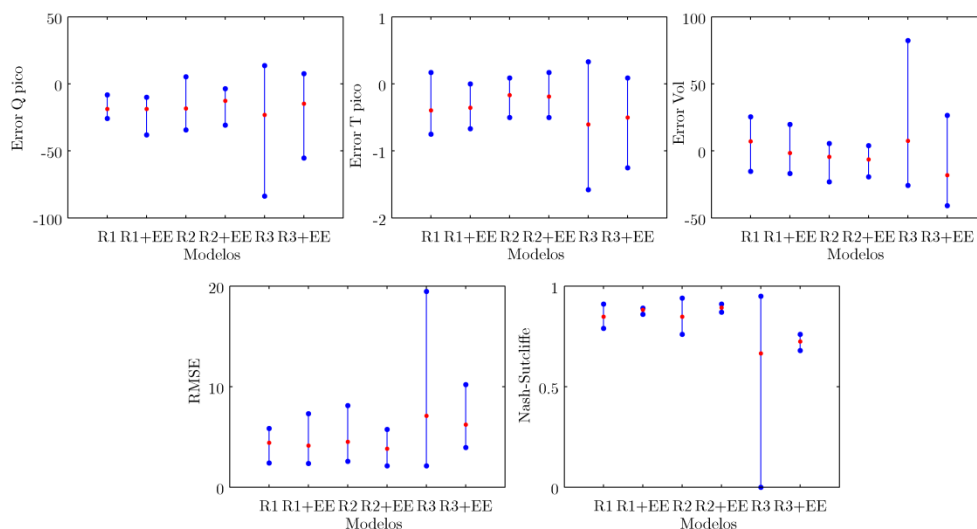 50
0
-50
-100
Error Q pico
R1 R1+EE R2 R2+EE R3 R3+EE
Modelos
1
0
-1
-2
Error T pico
R1 R1+EE R2 R2+EE R3 R3+EE
Modelos
100
50
0
-50
Error Vol
R1 R1+EE R2 R2+EE R3 R3+EE
Modelos
20
10
0
RMSE
R1 R1+EE R2 R2+EE R3 R3+EE
Modelos
1
0.5
0
Nash-Sutcliffe
R1 R1+EE R2 R2+EE R3 R3+EE
Modelos